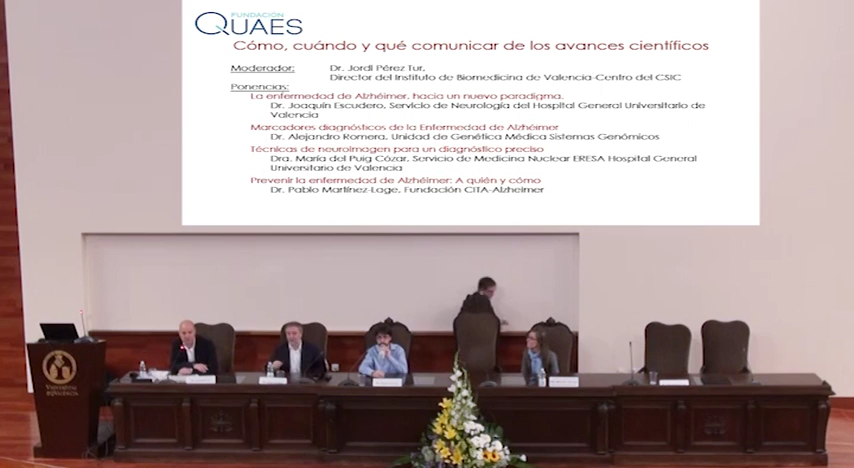 FUNDACIÓN
QUAES
Cómo, cuándo y qué comunicar de los avances científicos
Moderador: Dr. Jordi Pérez Tur,
Director del Instituto de Biomedicina de Valencia-Centro del CSIC
Ponencias:
La enfermedad de Alzhéimer, hacia un nuevo paradigma.
Dr. Joaquín Escudero, Servicio de Neurología del Hospital General Universitario de
Valencia
Marcadores diagnósticos de la Enfermedad de Alzhéimer
Dr. Alejandro Romera, Unidad de Genética Médica Sistemas Genómicos
Técnicas de neuroimagen para un diagnóstico preciso
Dra. María del Puig Cózar, Servicio de Medicina Nuclear ERESA Hospital General
Universitario de Valencia
Prevenir la enfermedad de Alzhéimer: A quién y cómo
Dr. Pablo Martínez-Lage, Fundación CITA-Alzheimer